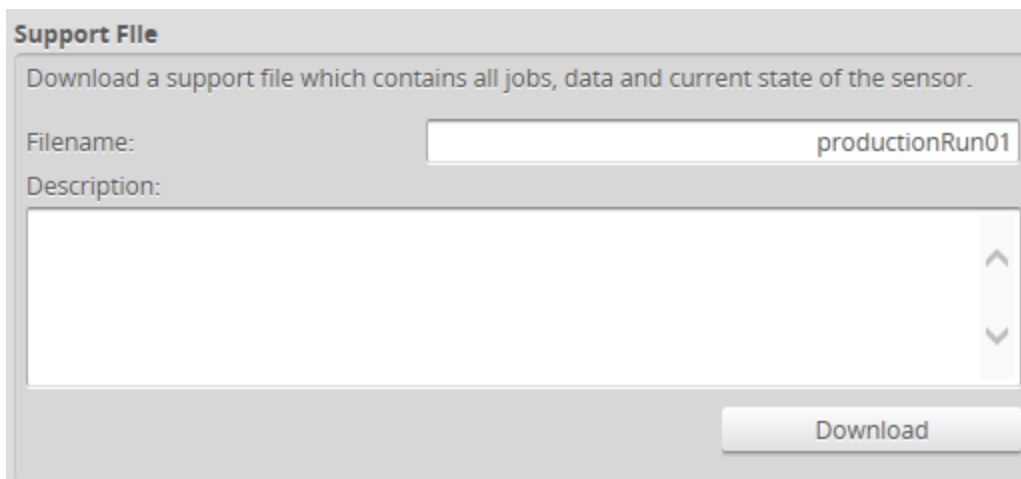 Support File
Download a support file which contains all jobs, data and current state of the sensor.
Filename: productionRun01
Description:
Download